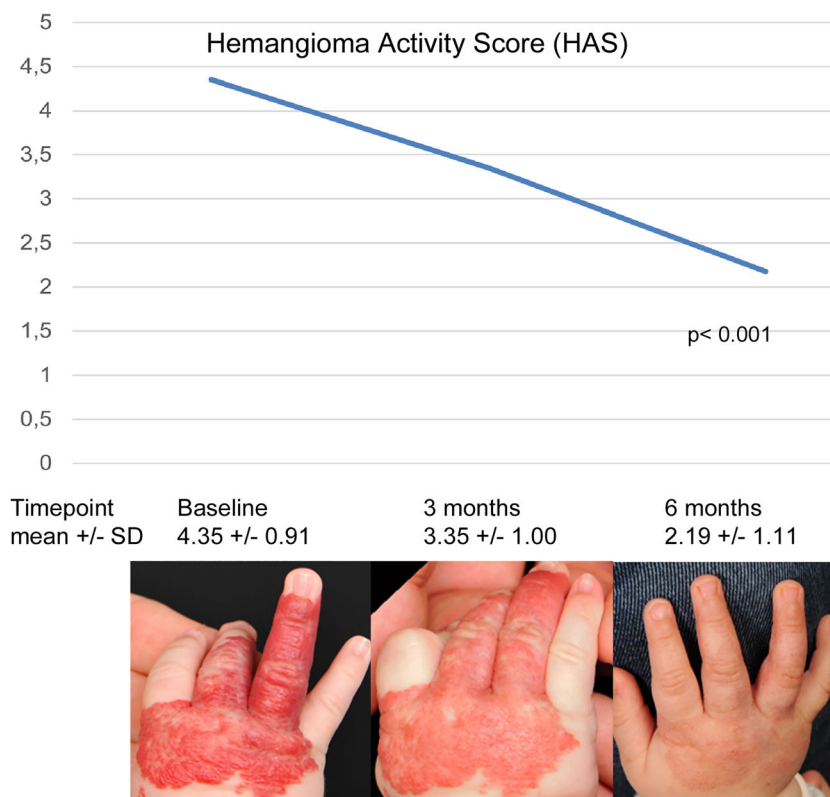 5
Hemangioma Activity Score (HAS)
4,5
4
3,5
3
2,5
2
1,5
p< 0.001
1
0,5
0
Timepoint Baseline 3 months 6 months
mean +/- SD 4.35 +/- 0.91 3.35 +/- 1.00 2.19 +/- 1.11